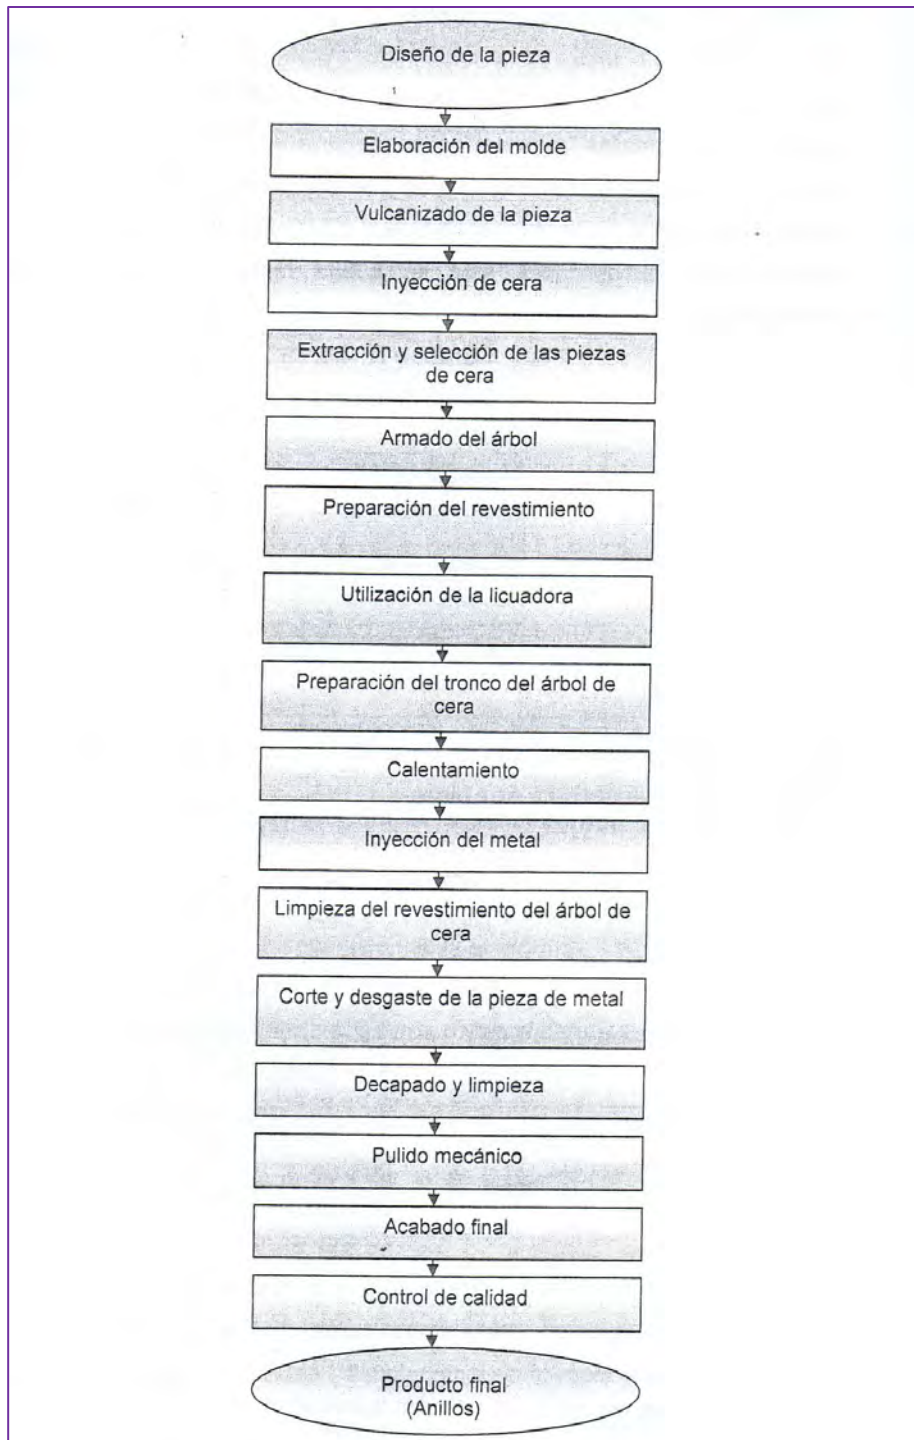 Diseño de la pieza
Elaboración del molde
Vulcanizado de la pieza
Inyección de cera
Extracción y selección de las piezas
de cera
Armado del árbol
Preparación del revestimiento
Utilización de la licuadora
Preparación del tronco del árbol de
cera
Calentamiento
Inyección del metal
Limpieza del revestimiento del árbol de
cera
Corte y desgaste de la pieza de metal
Decapado y limpieza
Pulido mecánico
Acabado final
Control de calidad
Producto final
(Anillos)